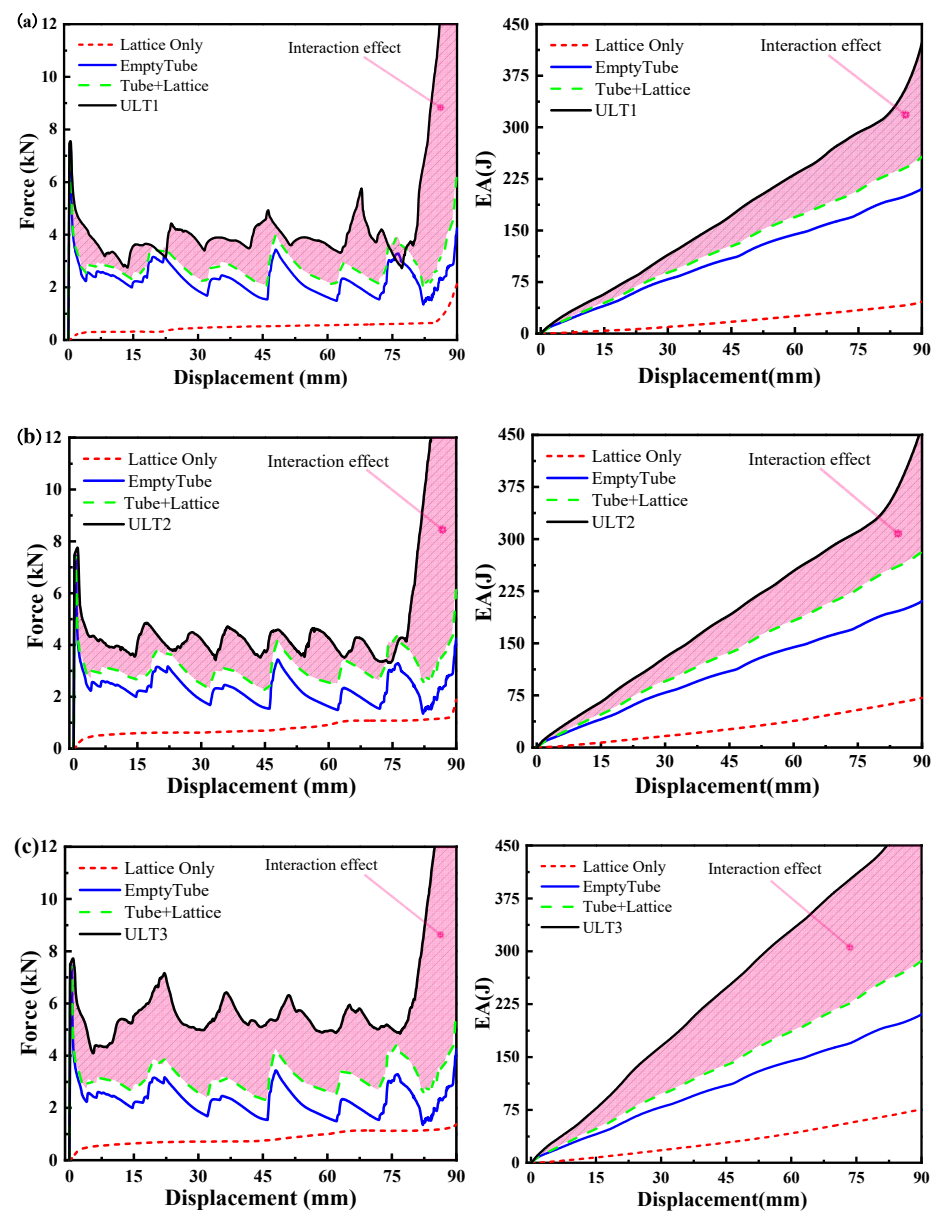 (a)
12
10
8
6
4
2
0
Force (kN)
Lattice Only
EmptyTube
Tube+Lattice
ULT1
Interaction effect
0 15 30 45 60 75 90
Displacement (mm)
450
375
300
225
150
75
0
EA(J)
Lattice Only
EmptyTube
Tube+Lattice
ULT1
Interaction effect
0 15 30 45 60 75 90
Displacement(mm)
(b)
12
10
8
6
4
2
0
Force (kN)
Lattice Only
EmptyTube
Tube+Lattice
ULT2
Interaction effect
0 15 30 45 60 75 90
Displacement (mm)
450
375
300
225
150
75
0
EA(J)
Lattice Only
EmptyTube
Tube+Lattice
ULT2
Interaction effect
0 15 30 45 60 75 90
Displacement(mm)
(c)
12
10
8
6
4
2
0
Force (kN)
Lattice Only
EmptyTube
Tube+Lattice
ULT3
Interaction effect
0 15 30 45 60 75 90
Displacement (mm)
450
375
300
225
150
75
0
EA(J)
Lattice Only
EmptyTube
Tube+Lattice
ULT3
Interaction effect
0 15 30 45 60 75 90
Displacement(mm)